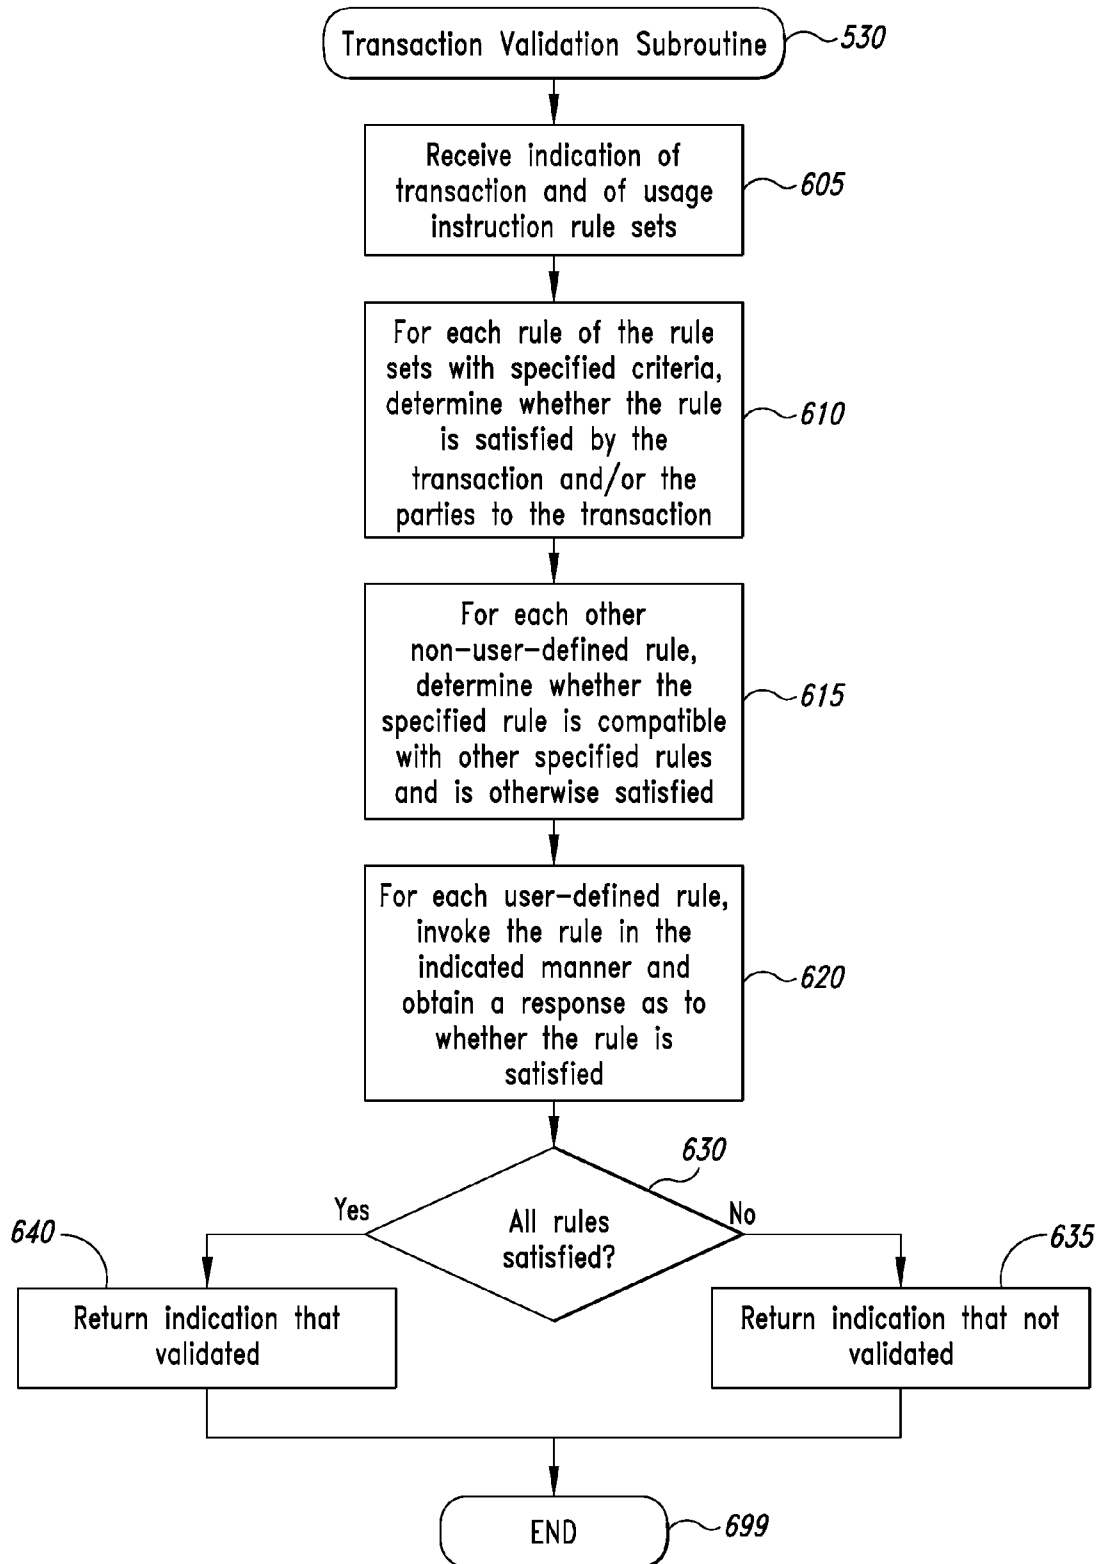 Transaction Validation Subroutine
530
Receive indication of
transaction and of usage
instruction rule sets
605
For each rule of the rule
sets with specified criteria,
determine whether the rule
is satisfied by the
transaction and/or the
parties to the transaction
610
For each other
non-user-defined rule,
determine whether the
specified rule is compatible
with other specified rules
and is otherwise satisfied
615
For each user-defined rule,
invoke the rule in the
indicated manner and
obtain a response as to
whether the rule is
satisfied
620
630
All rules
satisfied?
Yes
No
640
Return indication that
validated
635
Return indication that not
validated
END
699